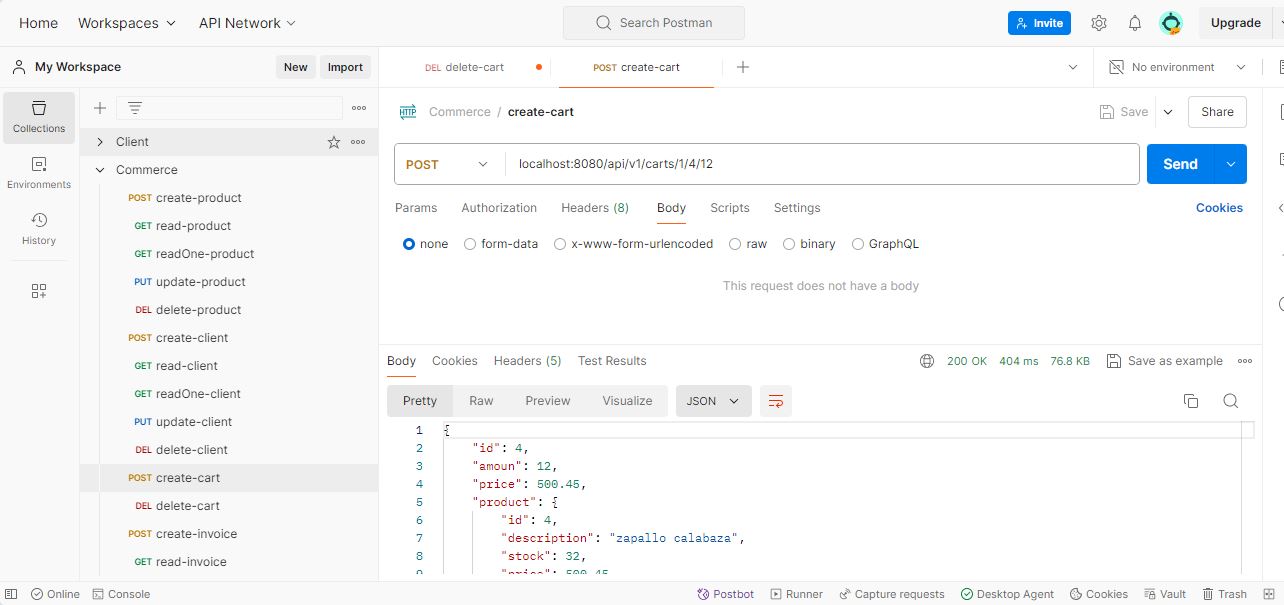 Home Workspaces API Network Search Postman Invite Upgrade
My Workspace New Import DEL delete-cart POST create-cart No environment
Collections
Environments
History
Client
Commerce
POST create-product
GET read-product
GET readOne-product
PUT update-product
DEL delete-product
POST create-client
GET read-client
GET readOne-client
PUT update-client
DEL delete-client
POST create-cart
DEL delete-cart
POST create-invoice
GET read-invoice
HTTP Commerce / create-cart Save Share
POST localhost:8080/api/v1/carts/1/4/12 Send
Params Authorization Headers (8) Body Scripts Settings Cookies
none form-data x-www-form-urlencoded raw binary GraphQL
This request does not have a body
Body Cookies Headers (5) Test Results 200 OK 404 ms 76.8 KB Save as example
Pretty Raw Preview Visualize JSON
1 {
2 "id": 4,
3 "amoun": 12,
4 "price": 500.45,
5 "product": {
6 "id": 4,
7 "description": "zapallo calabaza",
8 "stock": 32,
9 "price": 500.45
Online Console Postbot Runner Capture requests Desktop Agent Cookies Vault Trash